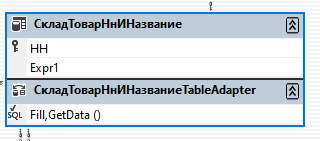 СкладТоварНнИНазвание
НН
Expr1
СкладТоварНнИНазваниеTableAdapter
SQL Fill,GetData ()